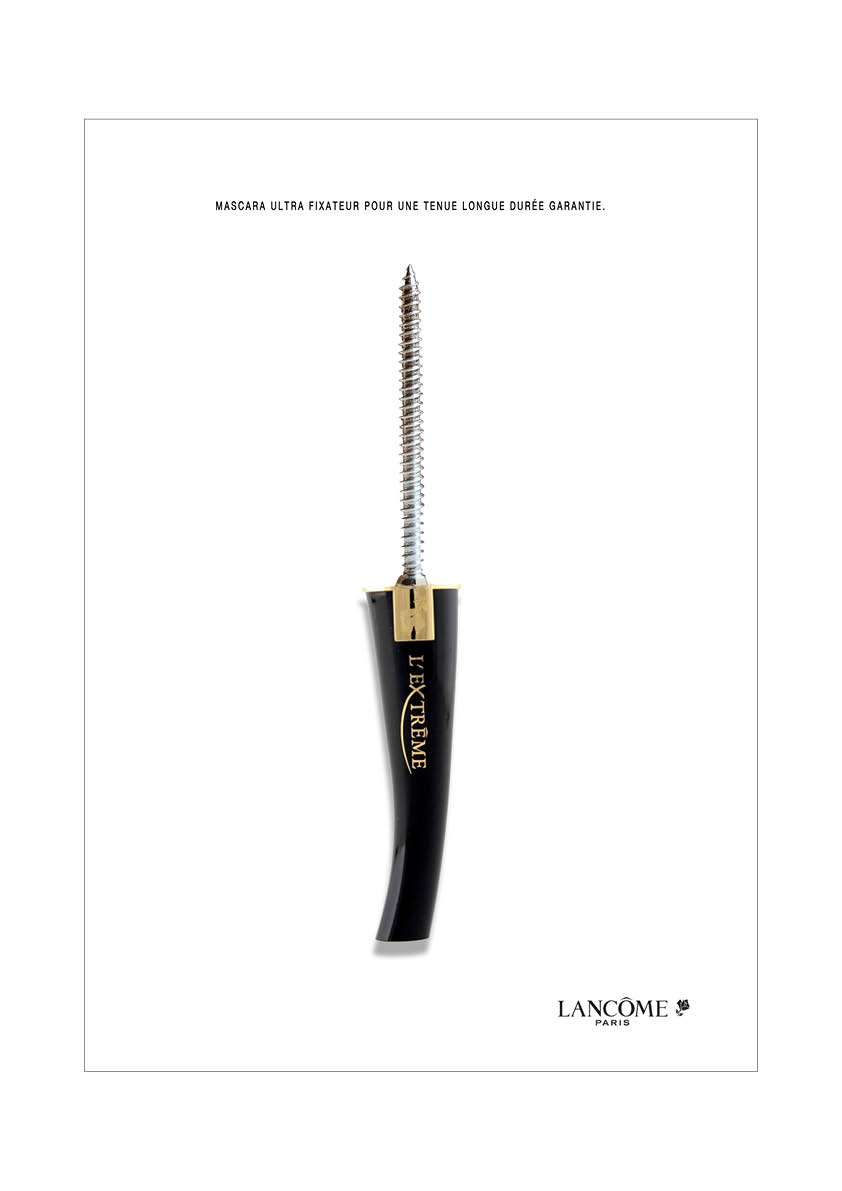 MASCARA ULTRA FIXATEUR POUR UNE TENUE LONGUE DURÉE GARANTIE.
L'EXTRÊME
LANCÔME
PARIS